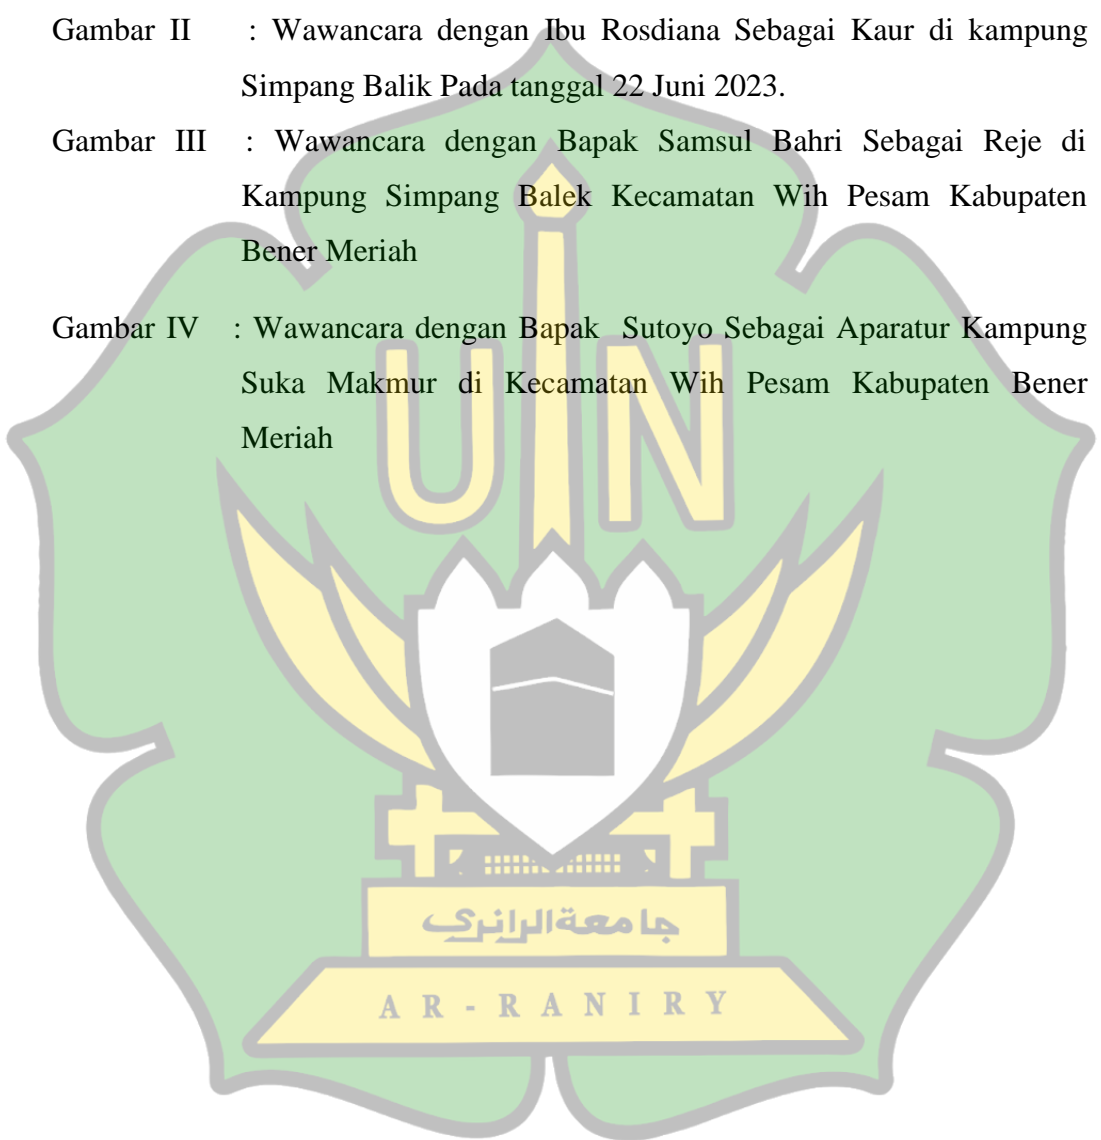 Gambar II : Wawancara dengan Ibu Rosdiana Sebagai Kaur di kampung
Simpang Balik Pada tanggal 22 Juni 2023.
Gambar III : Wawancara dengan Bapak Samsul Bahri Sebagai Reje di
Kampung Simpang Balek Kecamatan Wih Pesam Kabupaten
Bener Meriah
Gambar IV : Wawancara dengan Bapak Sutoyo Sebagai Aparatur Kampung
Suka Makmur di Kecamatan Wih Pesam Kabupaten Bener
Meriah
UIN
جامعةالرانري
AR-RANIRY